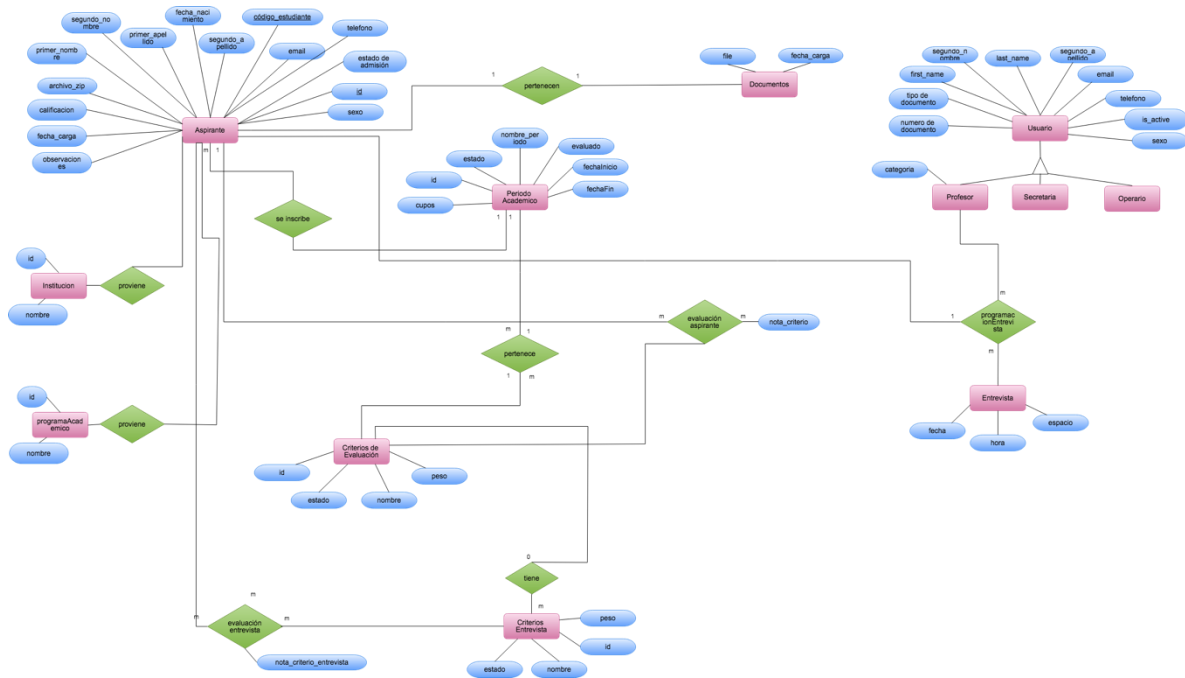 segundo_no
mbre
fecha_naci
miento
código_estudiante
primer_apel
lido
segundo_a
pellido
telefono
primer_nomb
re
email
estado de
admisión
archivo_zip
id
calificacion
sexo
fecha_carga
observacion
es
Aspirante
m
1
1
pertenecen
1
file
fecha_carga
Documentos
segundo_n
ombre
last_name
segundo_a
pellido
first_name
email
tipo de
documento
telefono
numero de
documento
is_active
sexo
Usuario
categoria
Profesor
Secretaria
Operario
nombre_per
iodo
estado
evaluado
id
fechaInicio
cupos
fechaFin
Periodo
Academico
1
1
se inscribe
id
Institucion
nombre
proviene
m
evaluación
aspirante
m
nota_criterio
m
1
programac
ionEntrevi
sta
m
m
1
pertenece
1
m
id
programaAcad
emico
nombre
proviene
Entrevista
fecha
hora
espacio
Criterios de
Evaluación
id
estado
nombre
peso
0
tiene
m
m
m
evaluación
entrevista
m
nota_criterio_entrevista
Criterios
Entrevista
peso
id
estado
nombre